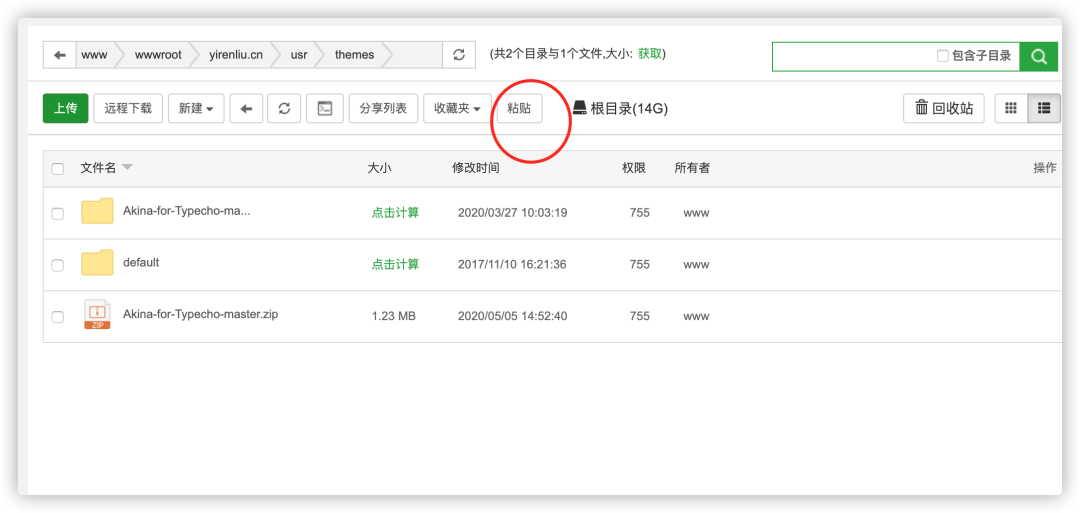 www wwwroot yirenliu.cn usr themes (共2个目录与1个文件,大小: 获取) 包含子目录
上传 远程下载 新建 分享列表 收藏夹 粘贴 根目录(14G) 回收站
文件名 大小 修改时间 权限 所有者 操作
Akina-for-Typecho-ma... 点击计算 2020/03/27 10:03:19 755 www
default 点击计算 2017/11/10 16:21:36 755 www
ZIP Akina-for-Typecho-master.zip 1.23 MB 2020/05/05 14:52:40 755 www